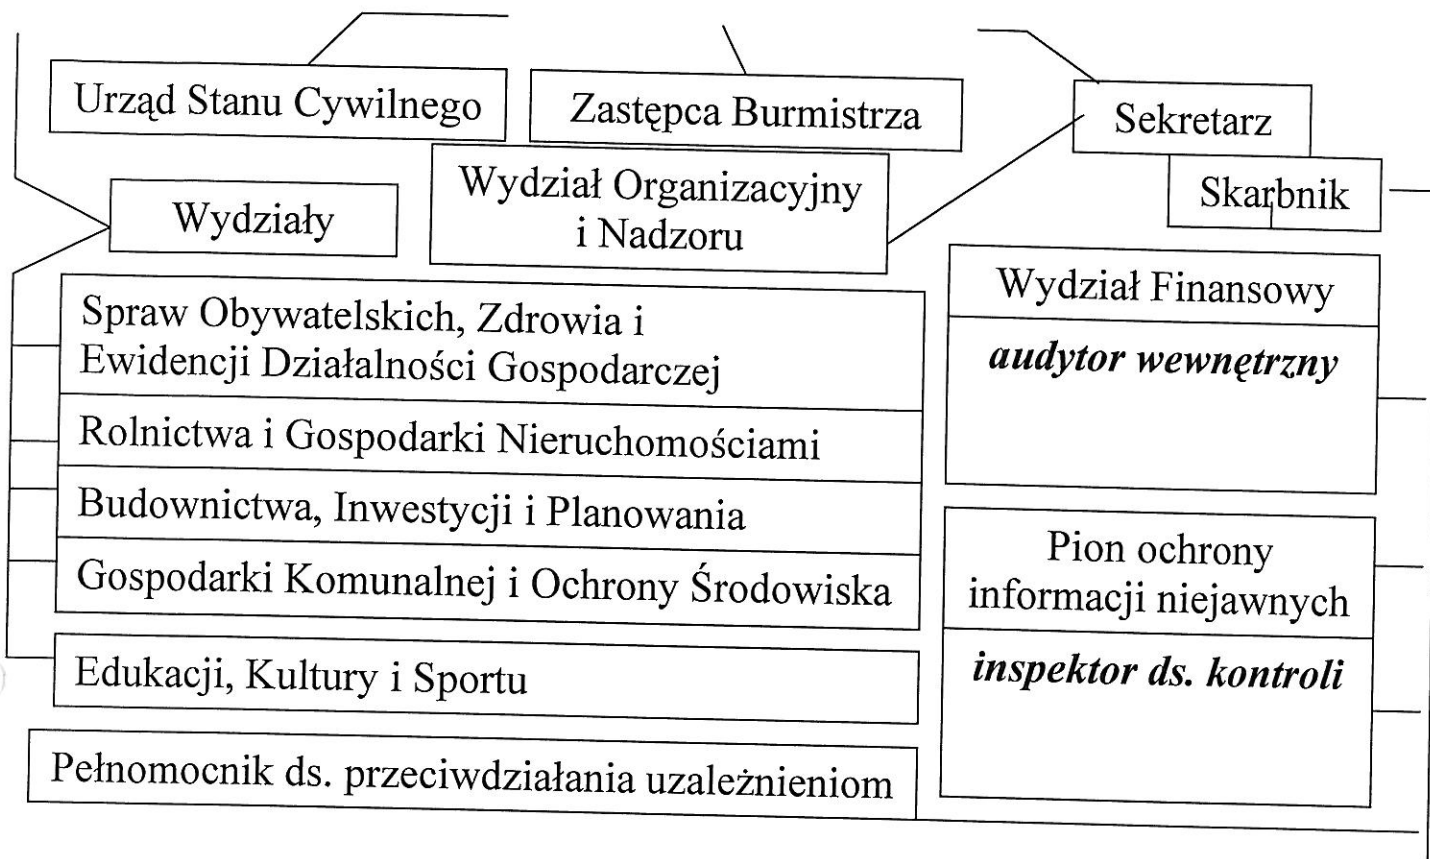 Urząd Stanu Cywilnego
Zastępca Burmistrza
Sekretarz
Skarbnik
Wydziały
Wydział Organizacyjny
i Nadzoru
Wydział Finansowy
audytor wewnętrzny
Spraw Obywatelskich, Zdrowia i
Ewidencji Działalności Gospodarczej
Rolnictwa i Gospodarki Nieruchomościami
Budownictwa, Inwestycji i Planowania
Gospodarki Komunalnej i Ochrony Środowiska
Edukacji, Kultury i Sportu
Pełnomocnik ds. przeciwdziałania uzależnieniom
Pion ochrony
informacji niejawnych
inspektor ds. kontroli